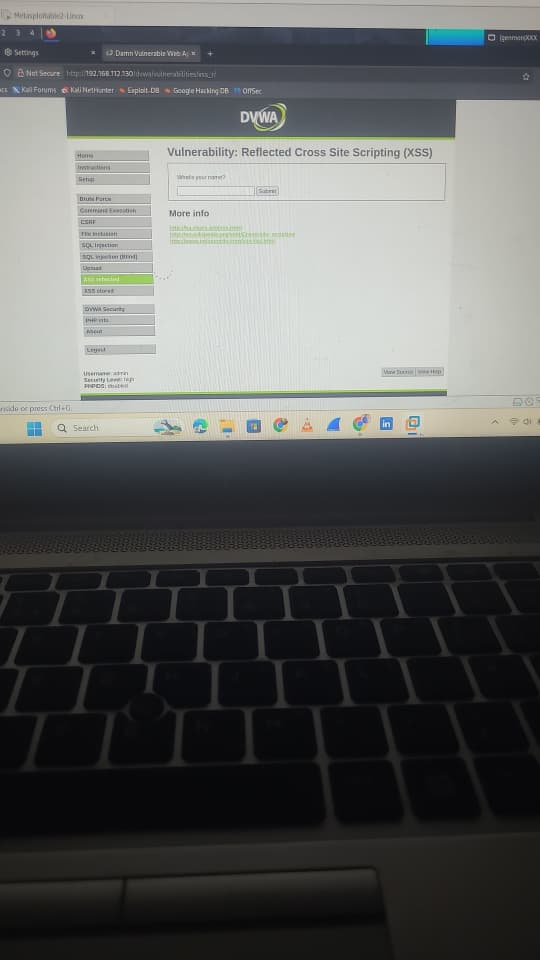 Metasploitable2-Linux
2 3 4
(genmon)XXX
Settings ×
Damn Vulnerable Web A × +
Not Secure http://192.168.112.130/dvwa/vulnerabilities/xss_r/
Kali Forums Kali NetHunter Exploit-DB Google Hacking DB OffSec
DVWA
Home
Instructions
Setup
Brute Force
Command Execution
CSRF
File Inclusion
SQL Injection
SQL Injection (Blind)
Upload
XSS reflected
XSS stored
DVWA Security
PHP Info
About
Logout
Vulnerability: Reflected Cross Site Scripting (XSS)
What's your name?
Submit
More info
Username: admin
Security Level: high
PHPIDS: disabled
View Source View Help
inside or press Ctrl+G.
Search
in